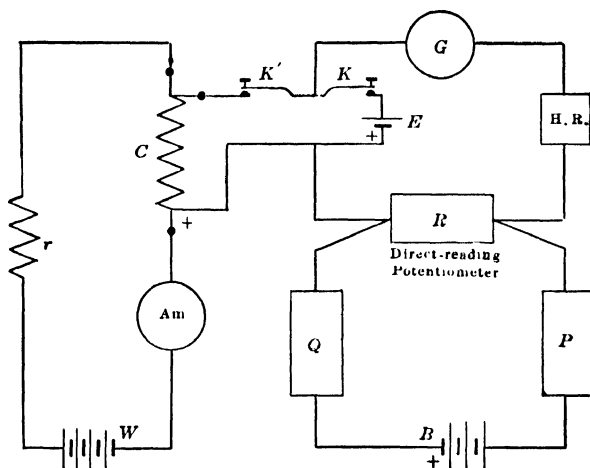 G
K′ K
E
+
H. R.
C
+
R
Direct-reading
Potentiometer
r
Am
Q
P
W
B
+